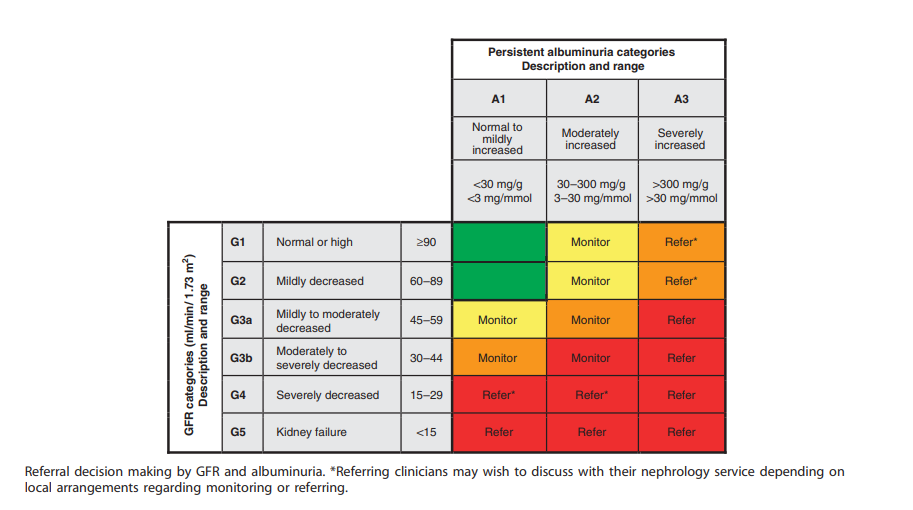 Persistent albuminuria categories
Description and range
A1
A2
A3
Normal to
mildly
increased
Moderately
increased
Severely
increased
<30 mg/g
<3 mg/mmol
30–300 mg/g
3–30 mg/mmol
>300 mg/g
>30 mg/mmol
GFR categories (ml/min/ 1.73 m²)
Description and range
G1
Normal or high
≥90
Monitor
Refer*
G2
Mildly decreased
60–89
Monitor
Refer*
G3a
Mildly to moderately
decreased
45–59
Monitor
Monitor
Refer
G3b
Moderately to
severely decreased
30–44
Monitor
Monitor
Refer
G4
Severely decreased
15–29
Refer*
Refer*
Refer
G5
Kidney failure
<15
Refer
Refer
Refer
Referral decision making by GFR and albuminuria. *Referring clinicians may wish to discuss with their nephrology service depending on
local arrangements regarding monitoring or referring.